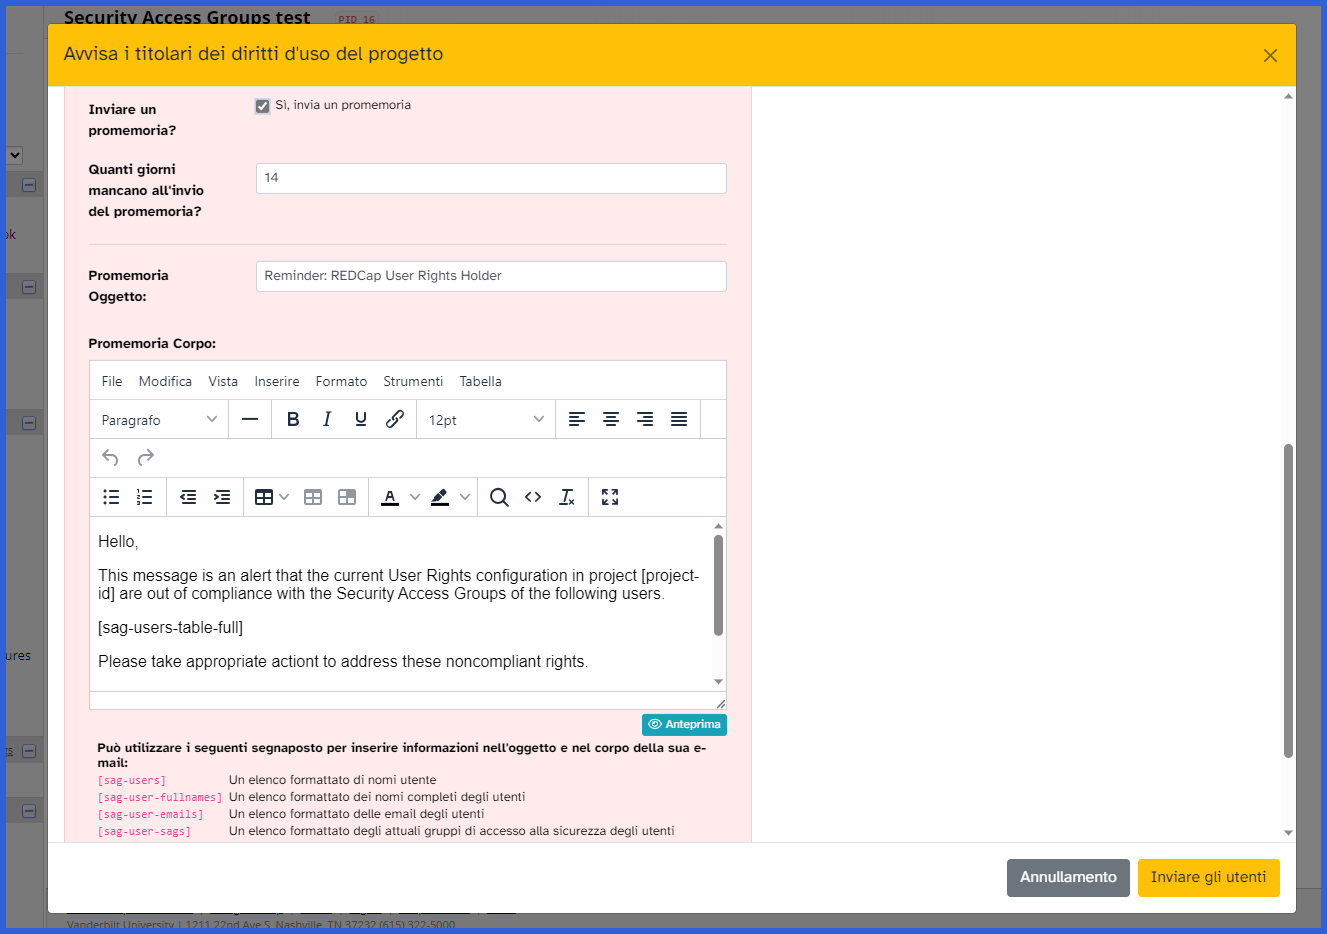 Security Access Groups test PID 16
Avvisa i titolari dei diritti d'uso del progetto
Inviare un
promemoria?
Sì, invia un promemoria
Quanti giorni
mancano all'invio
del promemoria?
14
Promemoria
Oggetto:
Reminder: REDCap User Rights Holder
Promemoria Corpo:
File Modifica Vista Inserire Formato Strumenti Tabella
Paragrafo
12pt
Hello,
This message is an alert that the current User Rights configuration in project [project-
id] are out of compliance with the Security Access Groups of the following users.
[sag-users-table-full]
Please take appropriate actiont to address these noncompliant rights.
Anteprima
Può utilizzare i seguenti segnaposto per inserire informazioni nell'oggetto e nel corpo della sua e-
mail:
[sag-users] Un elenco formattato di nomi utente
[sag-user-fullnames] Un elenco formattato dei nomi completi degli utenti
[sag-user-emails] Un elenco formattato delle email degli utenti
[sag-user-sags] Un elenco formattato degli attuali gruppi di accesso alla sicurezza degli utenti
Annullamento
Inviare gli utenti
Vanderbilt University | 1211 22nd Ave S, Nashville, TN 37232 (615) 322-5000